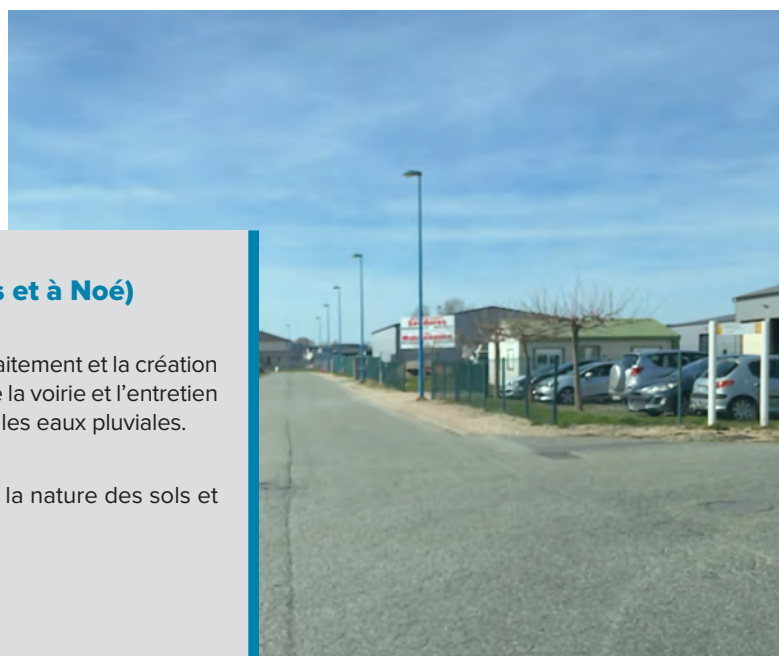 s et à Noé)
aitement et la création
la voirie et l’entretien
les eaux pluviales.
la nature des sols et